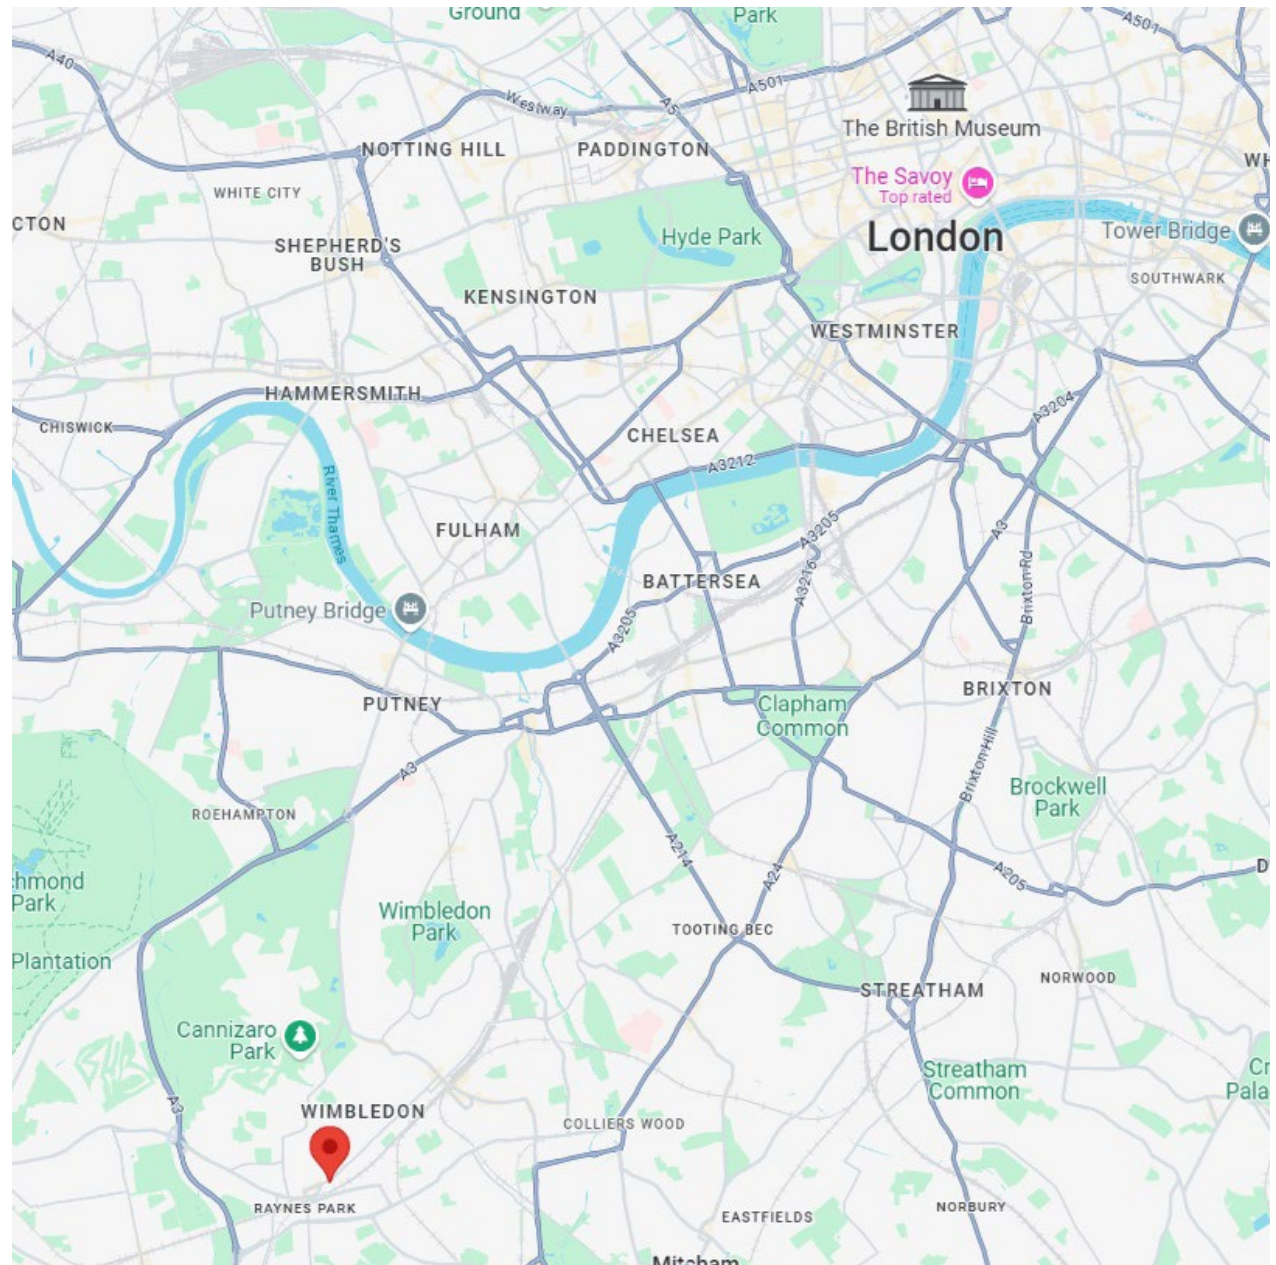 Ground
Park
A501
A40
A501
Westway
A5
The British Museum
NOTTING HILL
PADDINGTON
WHITE CITY
The Savoy
Top rated
CTON
SHEPHERD'S
BUSH
Hyde Park
London
Tower Bridge
SOUTHWARK
KENSINGTON
WESTMINSTER
HAMMERSMITH
A3204
CHISWICK
CHELSEA
A3212
River Thames
FULHAM
A3205
A3
BATTERSEA
A3216
Brixton Rd
Putney Bridge
A3205
PUTNEY
BRIXTON
Clapham
Common
Brixton Hill
A3
Brockwell
Park
ROEHAMPTON
A214
A24
A205
D
hmond
Park
Wimbledon
Park
TOOTING BEC
Plantation
STREATHAM
NORWOOD
Cannizaro
Park
Streatham
Common
Cr
Pala
A3
WIMBLEDON
COLLIERS WOOD
RAYNES PARK
EASTFIELDS
NORBURY
Mitcham